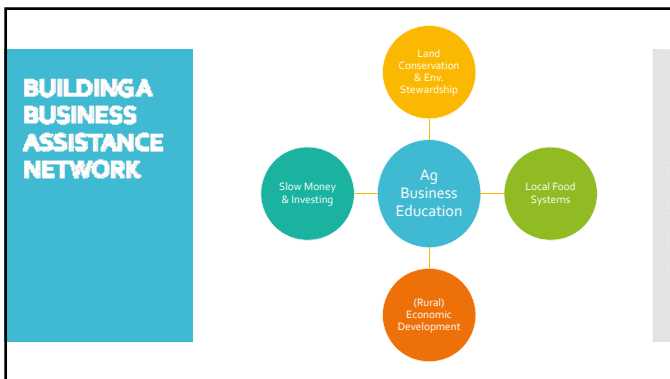 BUILDING A
BUSINESS
ASSISTANCE
NETWORK
Land
Conservation
& Env.
Stewardship
Slow Money
& Investing
Ag
Business
Education
Local Food
Systems
(Rural)
Economic
Development